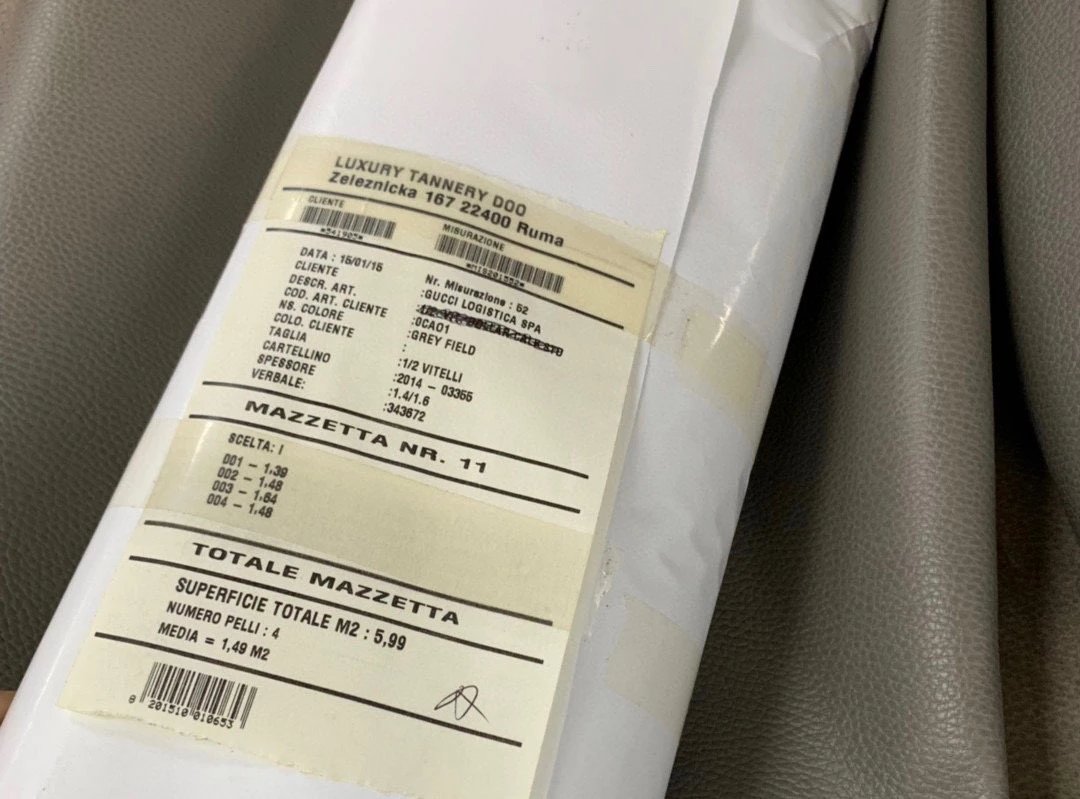 LUXURY TANNERY DOO
Zeleznicka 167 22400 Ruma
CLIENTE
MISURAZIONE
*541905*
DATA : 15/01/15
Nr. Misurazione : 52
CLIENTE :GUCCI LOGISTICA SPA
DESCR. ART.
COD. ART. CLIENTE :0CA01
NS. COLORE :GREY FIELD
COLO. CLIENTE :
TAGLIA :1/2 VITELLI
CARTELLINO :2014 - 03355
SPESSORE :1.4/1.6
VERBALE: :343672
MAZZETTA NR. 11
SCELTA: I
001 - 1,39
002 - 1,48
003 - 1,64
004 - 1,48
TOTALE MAZZETTA
SUPERFICIE TOTALE M2 : 5,99
NUMERO PELLI : 4
MEDIA = 1,49 M2
8 201510 010653